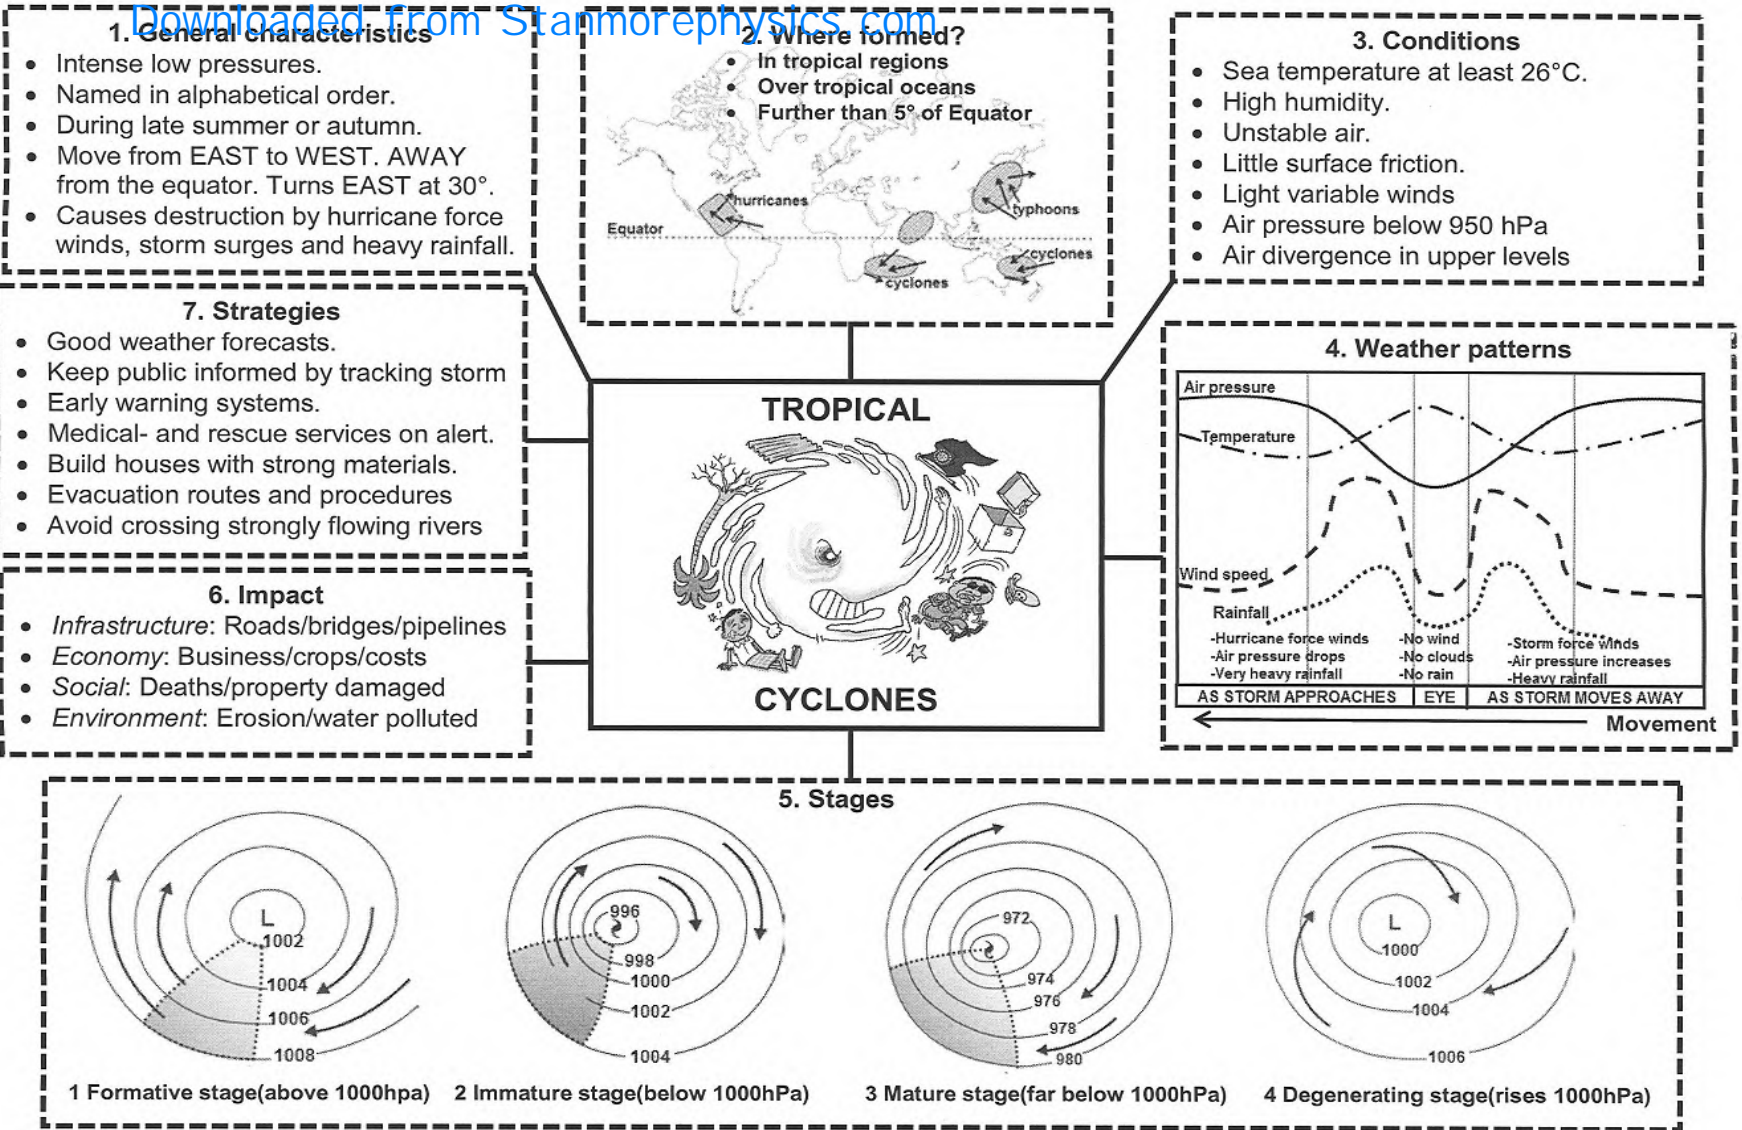 Downloaded from Stanmorephysics.com
1. General characteristics
• Intense low pressures.
• Named in alphabetical order.
• During late summer or autumn.
• Move from EAST to WEST. AWAY
from the equator. Turns EAST at 30°.
• Causes destruction by hurricane force
winds, storm surges and heavy rainfall.
2. Where formed?
• In tropical regions
• Over tropical oceans
• Further than 5° of Equator
hurricanes
typhoons
Equator
cyclones
cyclones
3. Conditions
• Sea temperature at least 26°C.
• High humidity.
• Unstable air.
• Little surface friction.
• Light variable winds
• Air pressure below 950 hPa
• Air divergence in upper levels
7. Strategies
• Good weather forecasts.
• Keep public informed by tracking storm
• Early warning systems.
• Medical- and rescue services on alert.
• Build houses with strong materials.
• Evacuation routes and procedures
• Avoid crossing strongly flowing rivers
TROPICAL
CYCLONES
4. Weather patterns
Air pressure
Temperature
Wind speed
Rainfall
-Hurricane force winds
-Air pressure drops
-Very heavy rainfall
-No wind
-No clouds
-No rain
-Storm force winds
-Air pressure increases
-Heavy rainfall
AS STORM APPROACHES
EYE
AS STORM MOVES AWAY
Movement
6. Impact
• Infrastructure: Roads/bridges/pipelines
• Economy: Business/crops/costs
• Social: Deaths/property damaged
• Environment: Erosion/water polluted
5. Stages
L
1002
1004
1006
1008
996
998
1000
1002
1004
972
974
976
978
980
L
1000
1002
1004
1006
1 Formative stage(above 1000hpa)
2 Immature stage(below 1000hPa)
3 Mature stage(far below 1000hPa)
4 Degenerating stage(rises 1000hPa)